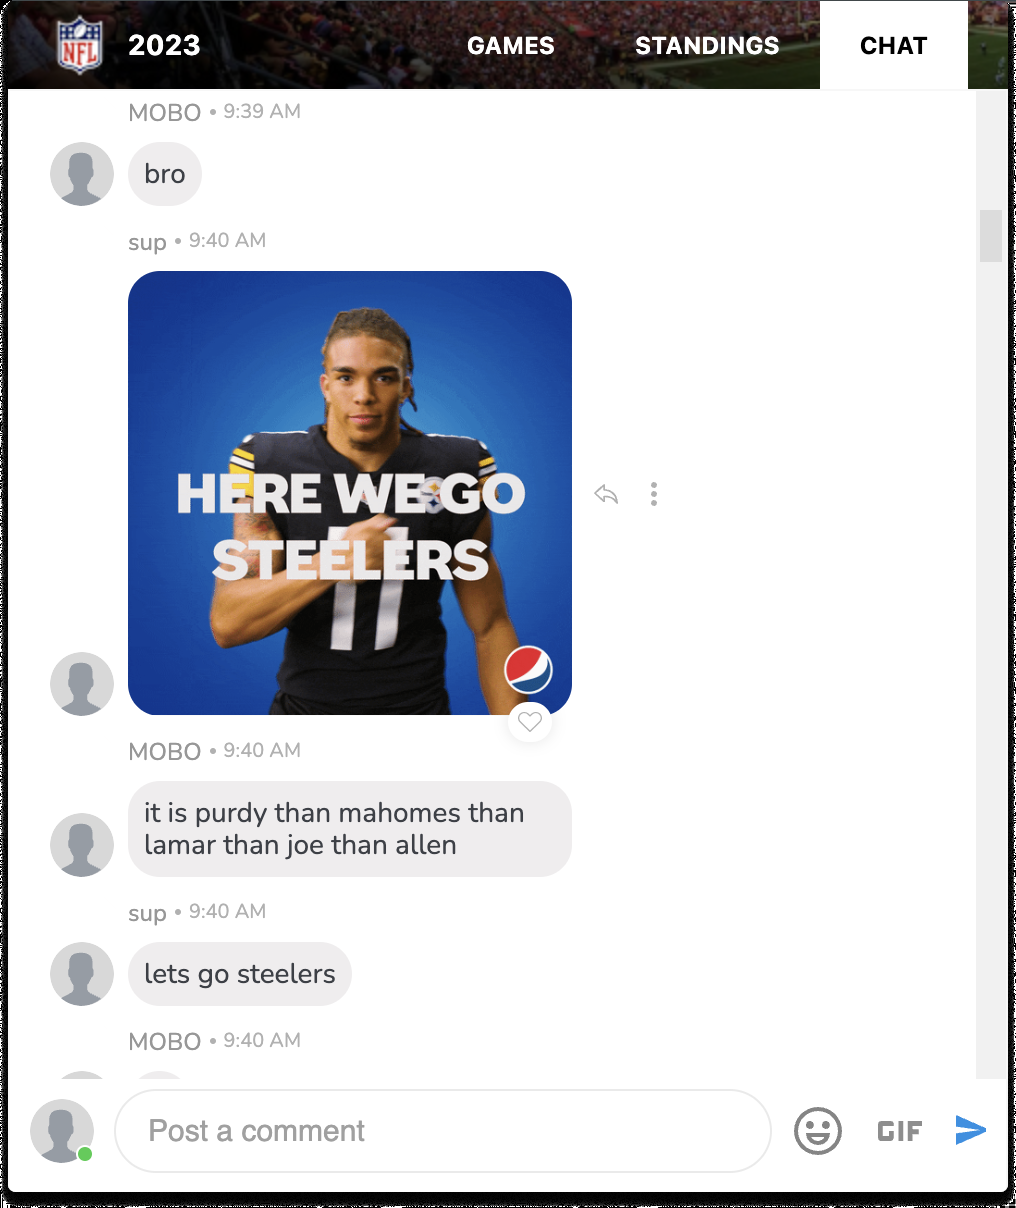 NFL
2023
GAMES
STANDINGS
CHAT
MOBO • 9:39 AM
bro
sup • 9:40 AM
HERE WE GO
STEELERS
11
MOBO • 9:40 AM
it is purdy than mahomes than
lamar than joe than allen
sup • 9:40 AM
lets go steelers
MOBO • 9:40 AM
Post a comment
GIF